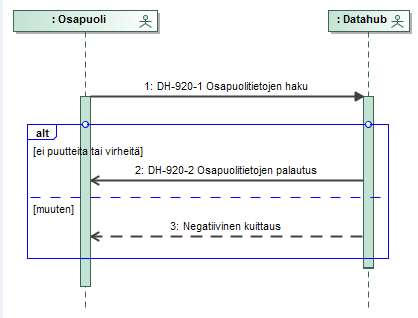 : Osapuoli
: Datahub
1: DH-920-1 Osapuolitietojen haku
alt
[ei puutteita tai virheitä]
2: DH-920-2 Osapuolitietojen palautus
[muuten]
3: Negatiivinen kuittaus